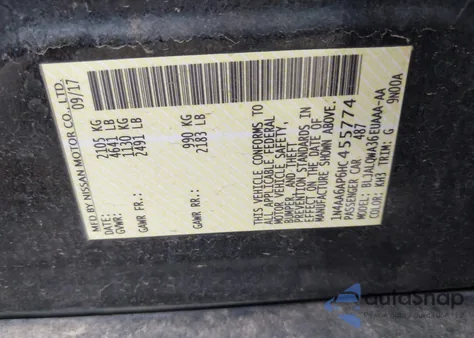 MFD BY NISSAN MOTOR CO., LTD.
09/17
GVWR: 2105 KG
4641 LB
GAWR FR: 1130 KG
2491 LB
GAWR RR: 990 KG
2183 LB
THIS VEHICLE CONFORMS TO
ALL APPLICABLE FEDERAL
MOTOR VEHICLE SAFETY,
BUMPER, AND THEFT
PREVENTION STANDARDS IN
EFFECT ON THE DATE OF
MANUFACTURE SHOWN ABOVE.
1N4AA6AP6HC455774
PASSENGER CAR 487
MODEL: BLJALDWA36EUAAA-AA
COLOR: KH3 TRIM: G 9N00A
AutoSnap